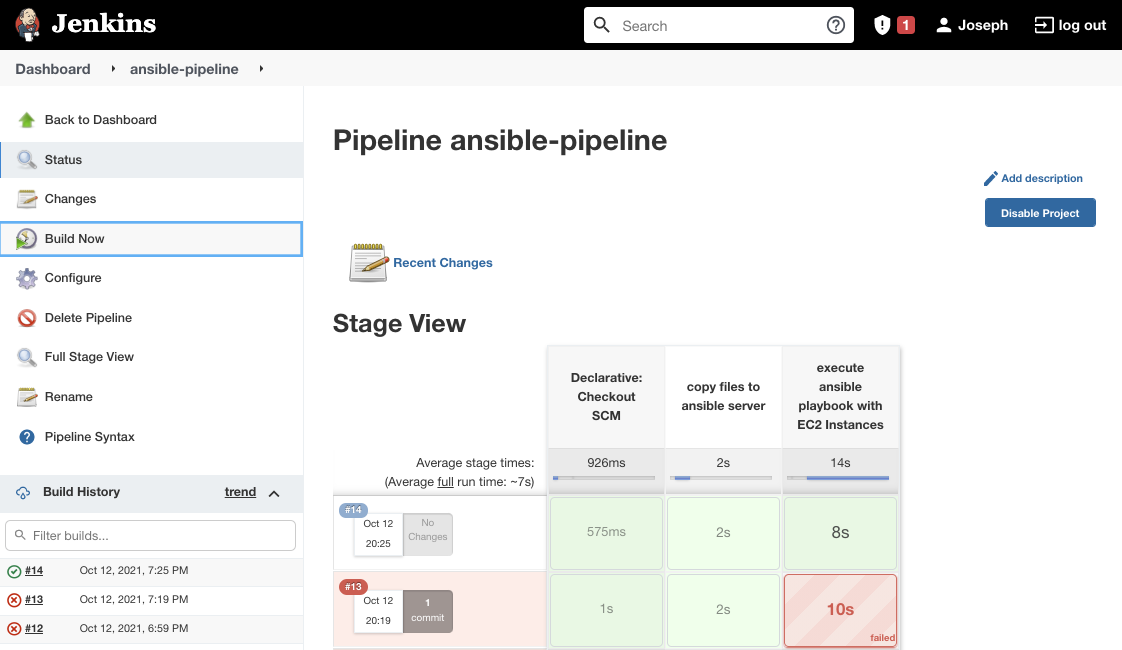 Jenkins
Search
1
Joseph
log out
Dashboard
ansible-pipeline
Back to Dashboard
Status
Changes
Build Now
Configure
Delete Pipeline
Full Stage View
Rename
Pipeline Syntax
Build History
trend
Filter builds...
#14 Oct 12, 2021, 7:25 PM
#13 Oct 12, 2021, 7:19 PM
#12 Oct 12, 2021, 6:59 PM
Pipeline ansible-pipeline
Add description
Disable Project
Recent Changes
Stage View
Declarative:
Checkout
SCM
copy files to
ansible server
execute
ansible
playbook with
EC2 Instances
Average stage times:
(Average full run time: ~7s)
926ms
2s
14s
#14
Oct 12
20:25
No
Changes
575ms
2s
8s
#13
Oct 12
20:19
1
commit
1s
2s
10s
failed